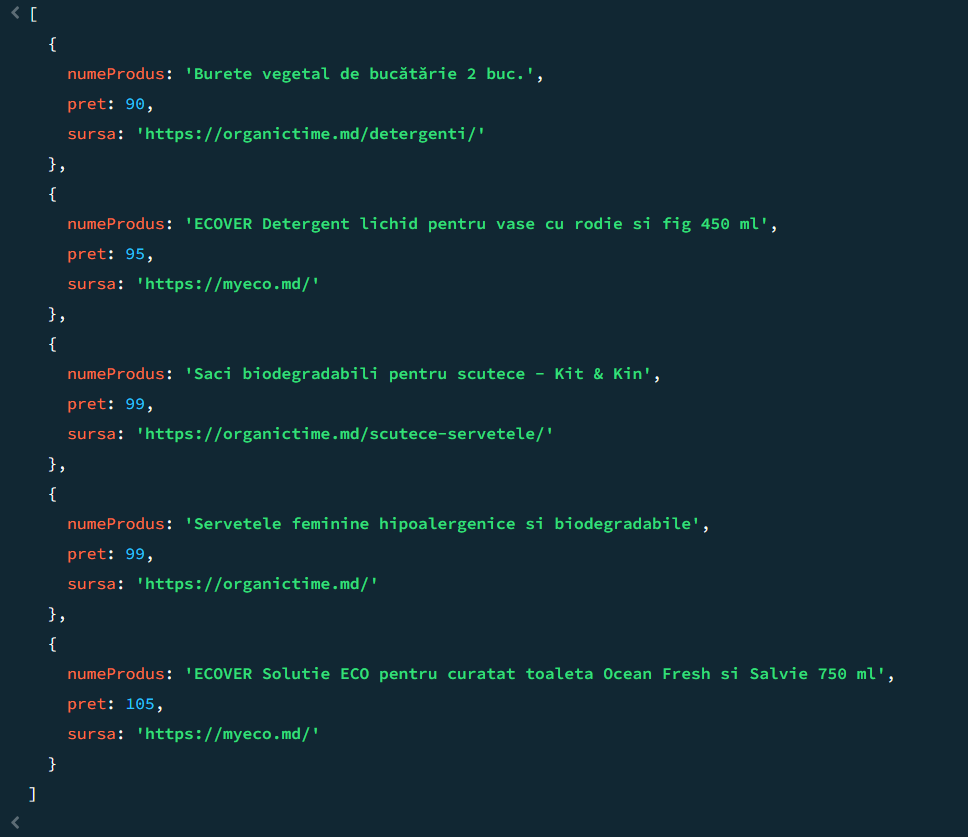 < [
  {
    numeProdus: 'Burete vegetal de bucătărie 2 buc.',
    pret: 90,
    sursa: 'https://organictime.md/detergenti/'
  },
  {
    numeProdus: 'ECOVER Detergent lichid pentru vase cu rodie si fig 450 ml',
    pret: 95,
    sursa: 'https://myeco.md/'
  },
  {
    numeProdus: 'Saci biodegradabili pentru scutece - Kit & Kin',
    pret: 99,
    sursa: 'https://organictime.md/scutece-servetele/'
  },
  {
    numeProdus: 'Servetele feminine hipoalergenice si biodegradabile',
    pret: 99,
    sursa: 'https://organictime.md/'
  },
  {
    numeProdus: 'ECOVER Solutie ECO pentru curatat toaleta Ocean Fresh si Salvie 750 ml',
    pret: 105,
    sursa: 'https://myeco.md/'
  }
]
<